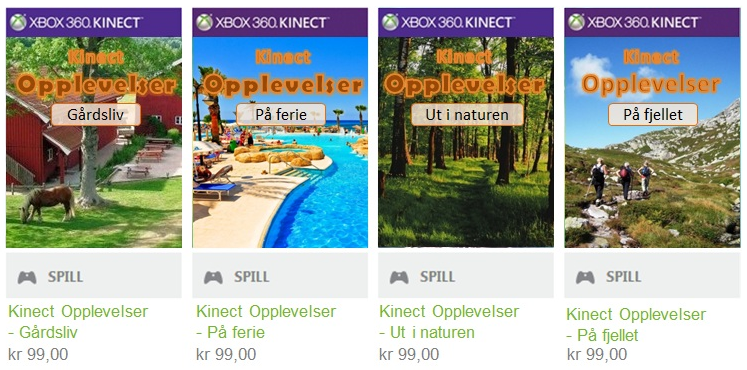 XBOX 360. KINECT
Kinect
Opplevelser
Gårdsliv
SPILL
Kinect Opplevelser
- Gårdsliv
kr 99,00
XBOX 360. KINECT
Kinect
Opplevelser
På ferie
SPILL
Kinect Opplevelser
- På ferie
kr 99,00
XBOX 360. KINECT
Kinect
Opplevelser
Ut i naturen
SPILL
Kinect Opplevelser
- Ut i naturen
kr 99,00
XBOX 360. KINECT
Kinect
Opplevelser
På fjellet
SPILL
Kinect Opplevelser
- På fjellet
kr 99,00